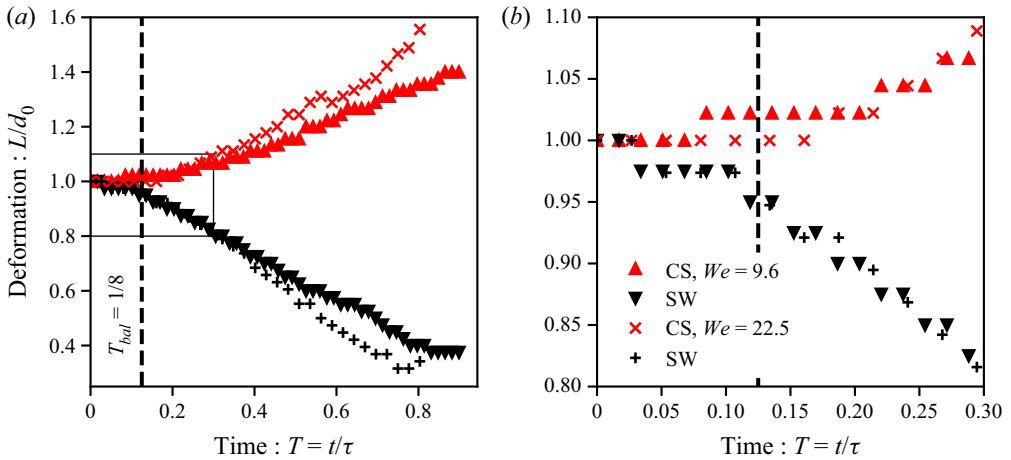 (a)
1.6
1.4
1.2
1.0
0.8
0.6
0.4
Deformation : L/d0
T_bal = 1/8
0 0.2 0.4 0.6 0.8
Time : T = t/τ
(b)
1.10
1.05
1.00
0.95
0.90
0.85
0.80
CS, We = 9.6
SW
CS, We = 22.5
SW
0 0.05 0.10 0.15 0.20 0.25 0.30
Time : T = t/τ